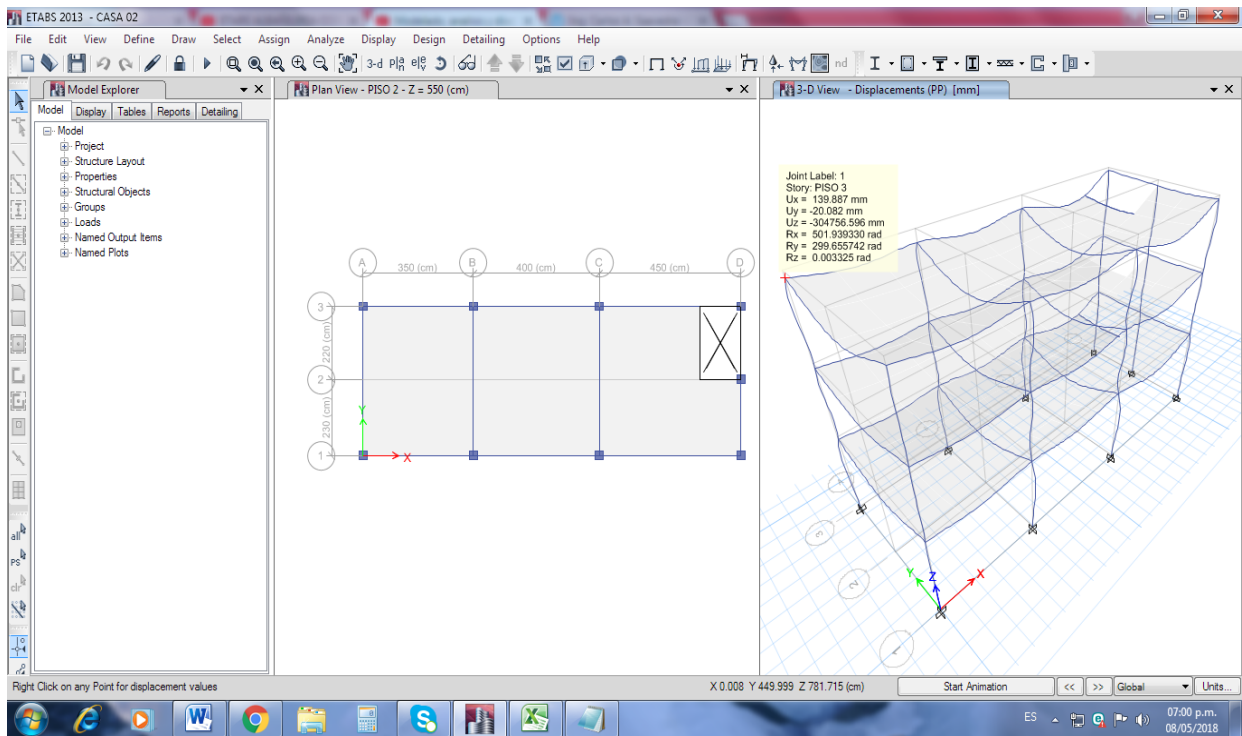 ETABS 2013 - CASA 02
File Edit View Define Draw Select Assign Analyze Display Design Detailing Options Help
3-d
nd
Model Explorer
Model Display Tables Reports Detailing
Model
Project
Structure Layout
Properties
Structural Objects
Groups
Loads
Named Output Items
Named Plots
all
PS
clr
Plan View - PISO 2 - Z = 550 (cm)
A 350 (cm) B 400 (cm) C 450 (cm) D
3
220 (cm)
2
230 (cm)
1
Y
X
3-D View - Displacements (PP) [mm]
Joint Label: 1
Story: PISO 3
Ux = 139.887 mm
Uy = -20.082 mm
Uz = -304756.596 mm
Rx = 501.939330 rad
Ry = 299.655742 rad
Rz = 0.003325 rad
Y Z X
Right Click on any Point for displacement values
X 0.008 Y 449.999 Z 781.715 (cm)
Start Animation << >> Global Units...
ES
07:00 p.m.
08/05/2018